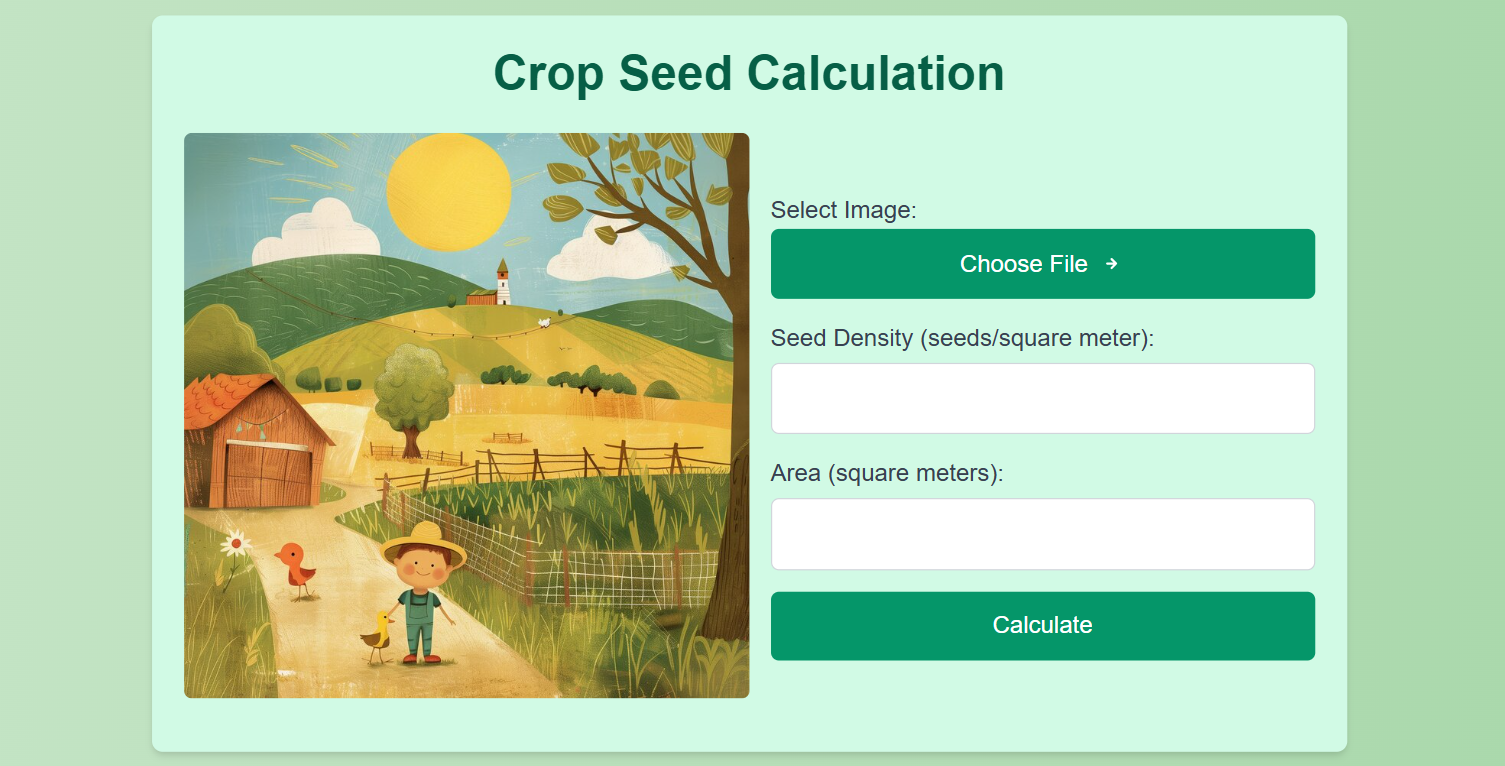 Crop Seed Calculation
Select Image:
Choose File
Seed Density (seeds/square meter):
Area (square meters):
Calculate